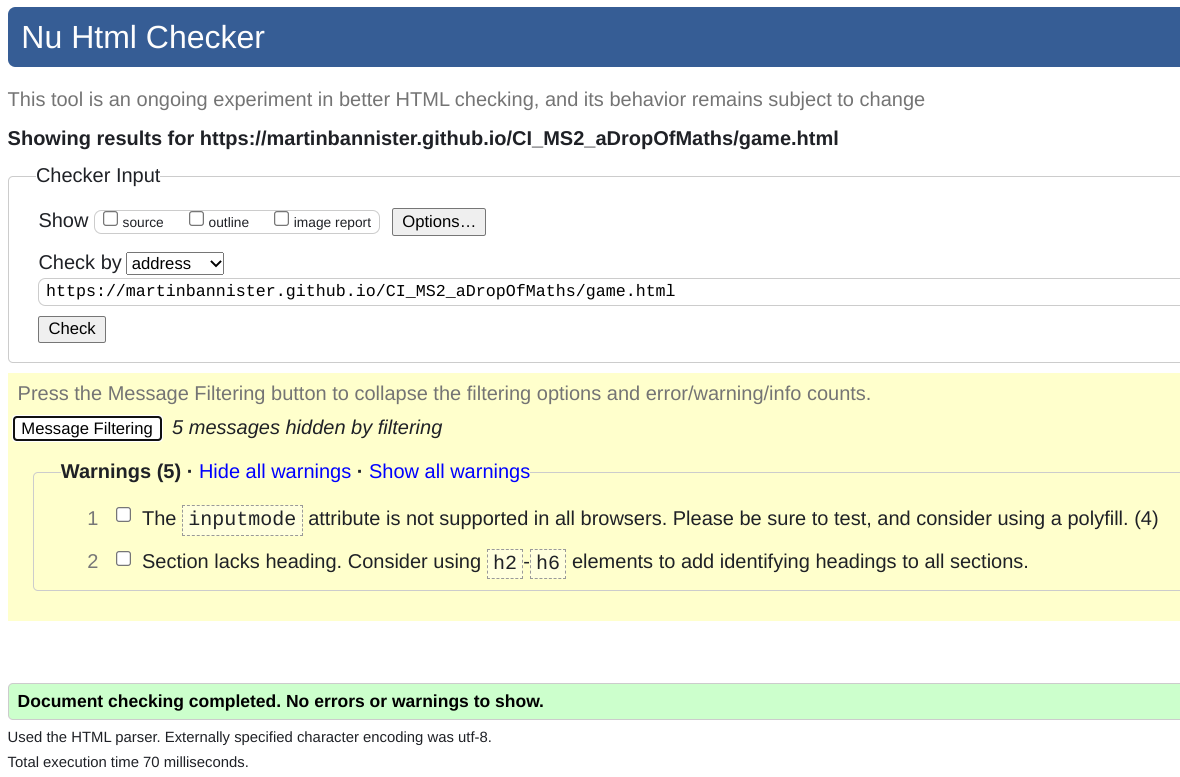 Nu Html Checker
This tool is an ongoing experiment in better HTML checking, and its behavior remains subject to change
Showing results for https://martinbannister.github.io/CI_MS2_aDropOfMaths/game.html
Checker Input
Show source outline image report Options…
Check by address
https://martinbannister.github.io/CI_MS2_aDropOfMaths/game.html
Check
Press the Message Filtering button to collapse the filtering options and error/warning/info counts.
Message Filtering 5 messages hidden by filtering
Warnings (5) · Hide all warnings · Show all warnings
1 The inputmode attribute is not supported in all browsers. Please be sure to test, and consider using a polyfill. (4)
2 Section lacks heading. Consider using h2-h6 elements to add identifying headings to all sections.
Document checking completed. No errors or warnings to show.
Used the HTML parser. Externally specified character encoding was utf-8.
Total execution time 70 milliseconds.